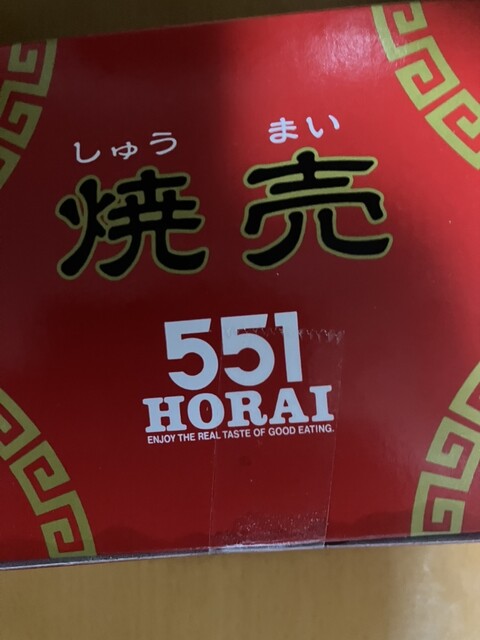 しゅう まい
焼売
551
HORAI
ENJOY THE REAL TASTE OF GOOD EATING.